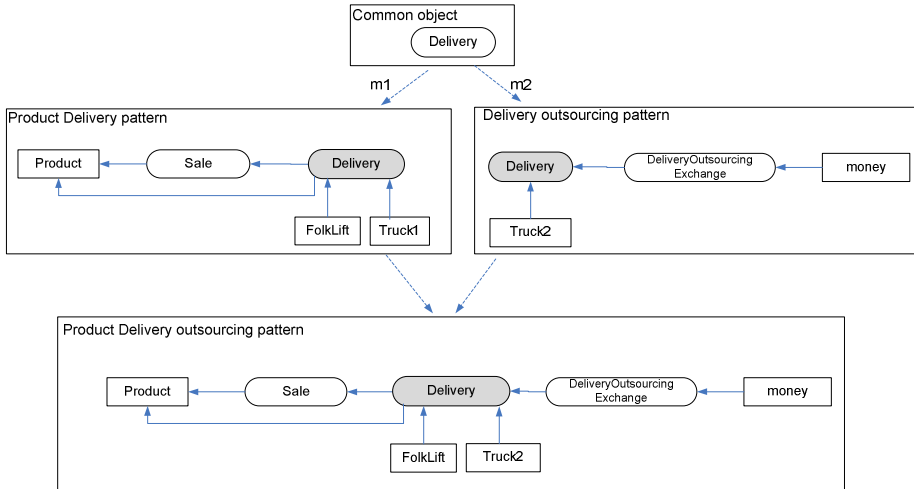 Common object
Delivery
m1
m2
Product Delivery pattern
Product
Sale
Delivery
FolkLift
Truck1
Delivery outsourcing pattern
Delivery
DeliveryOutsourcing
Exchange
money
Truck2
Product Delivery outsourcing pattern
Product
Sale
Delivery
DeliveryOutsourcing
Exchange
money
FolkLift
Truck2